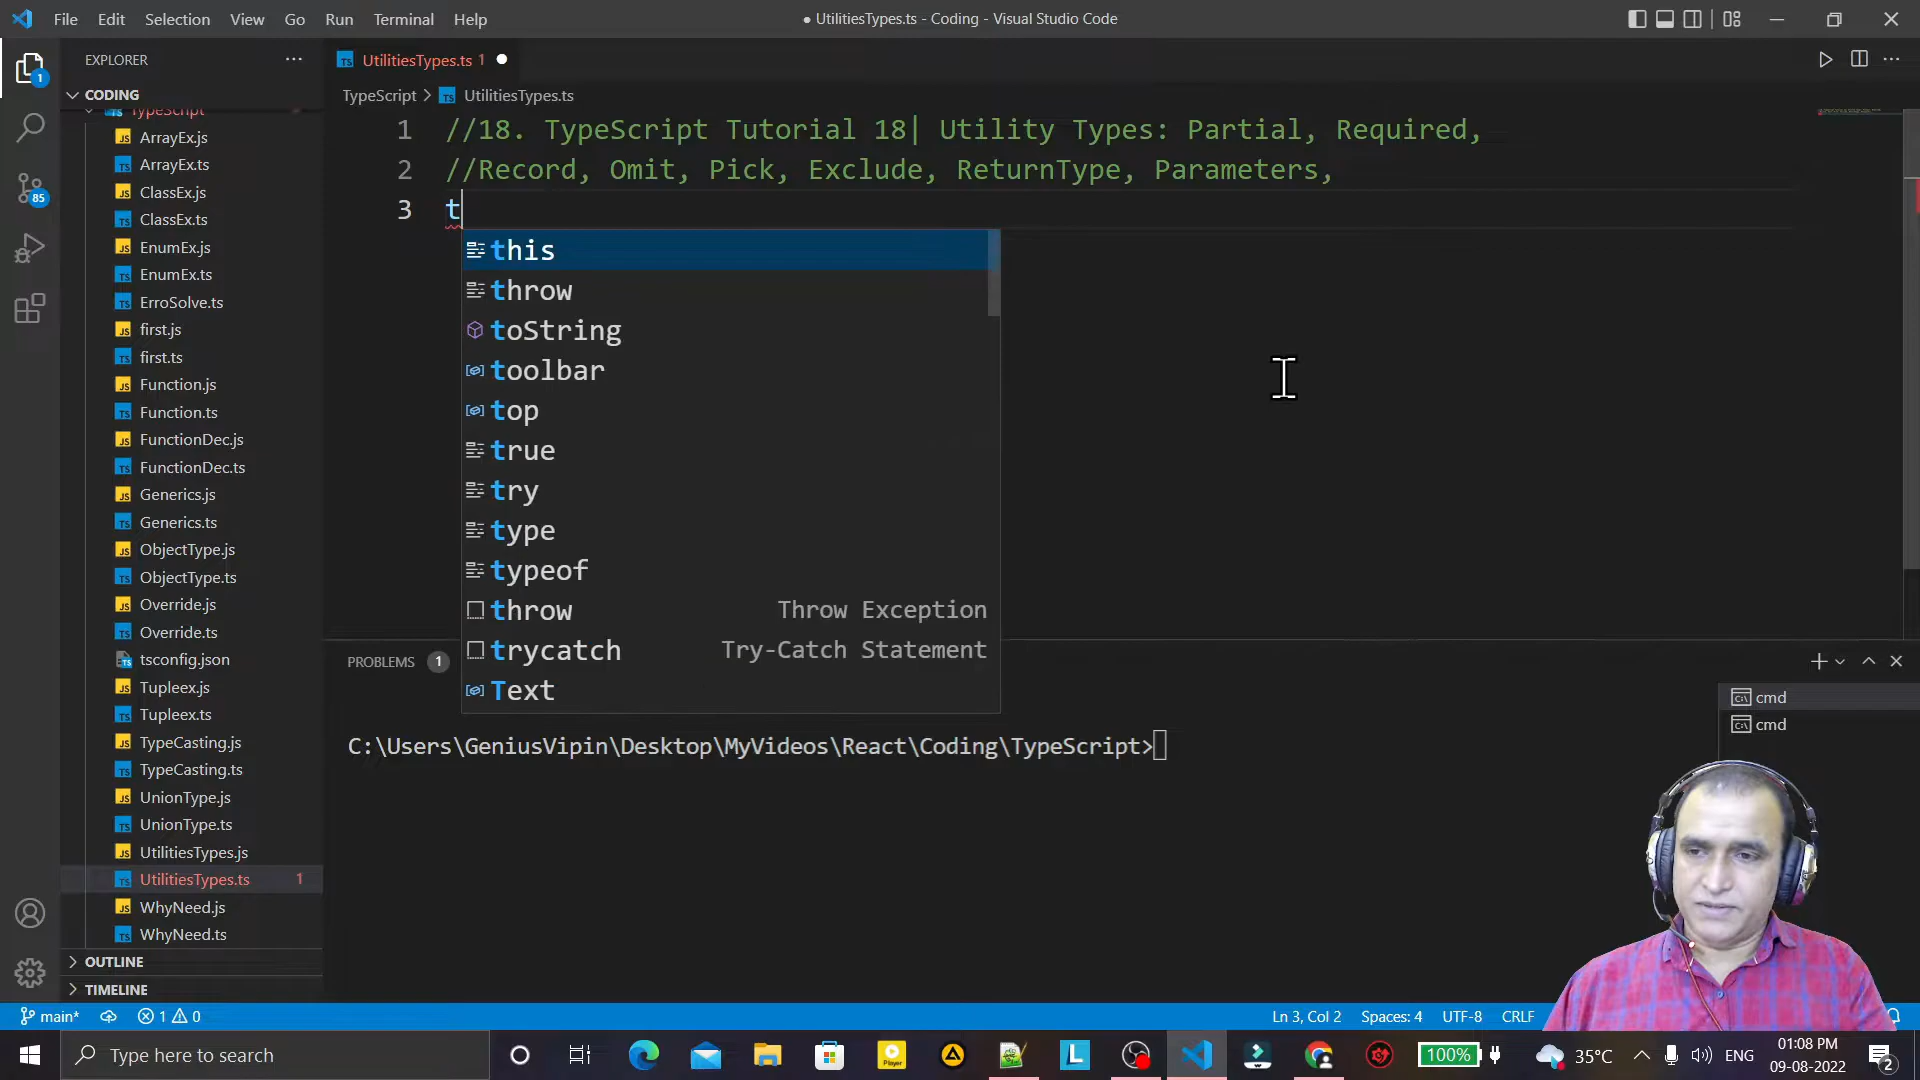 File Edit Selection View Go Run Terminal Help
● UtilitiesTypes.ts - Coding - Visual Studio Code
EXPLORER
CODING
TypeScript
ArrayEx.js
ArrayEx.ts
ClassEx.js
ClassEx.ts
EnumEx.js
EnumEx.ts
ErroSolve.ts
first.js
first.ts
Function.js
Function.ts
FunctionDec.js
FunctionDec.ts
Generics.js
Generics.ts
ObjectType.js
ObjectType.ts
Override.js
Override.ts
tsconfig.json
Tupleex.js
Tupleex.ts
TypeCasting.js
TypeCasting.ts
UnionType.js
UnionType.ts
UtilitiesTypes.js
UtilitiesTypes.ts 1
WhyNeed.js
WhyNeed.ts
OUTLINE
TIMELINE
1
85
UtilitiesTypes.ts 1
TypeScript > UtilitiesTypes.ts
1 //18. TypeScript Tutorial 18| Utility Types: Partial, Required,
2 //Record, Omit, Pick, Exclude, ReturnType, Parameters,
3 t
this
throw
toString
toolbar
top
true
try
type
typeof
throw Throw Exception
trycatch Try-Catch Statement
Text
PROBLEMS 1
cmd
cmd
C:\Users\GeniusVipin\Desktop\MyVideos\React\Coding\TypeScript>
main* 1 0
Ln 3, Col 2 Spaces: 4 UTF-8 CRLF
Type here to search
Player
L
100%
35°C
ENG
01:08 PM
09-08-2022
2